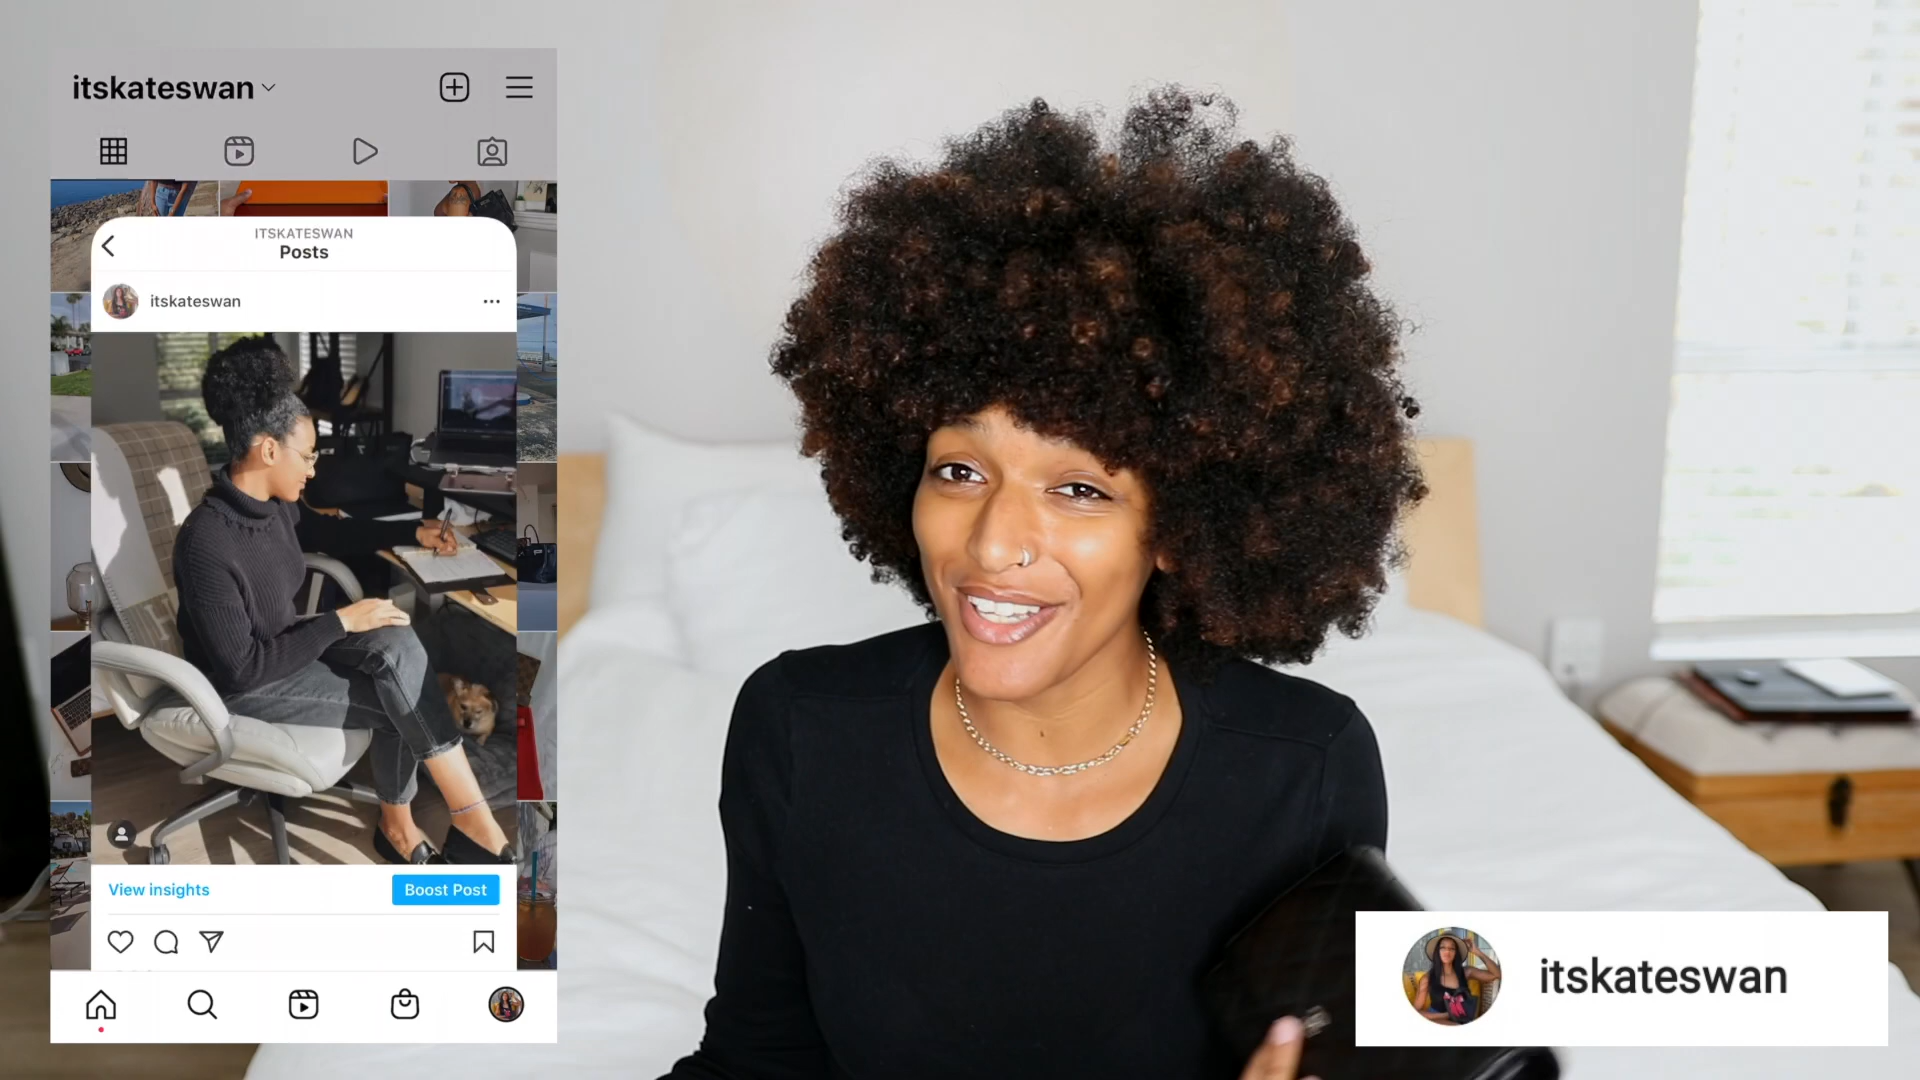 itskateswan
ITSKATESWAN
Posts
itskateswan
View insights
Boost Post
itskateswan